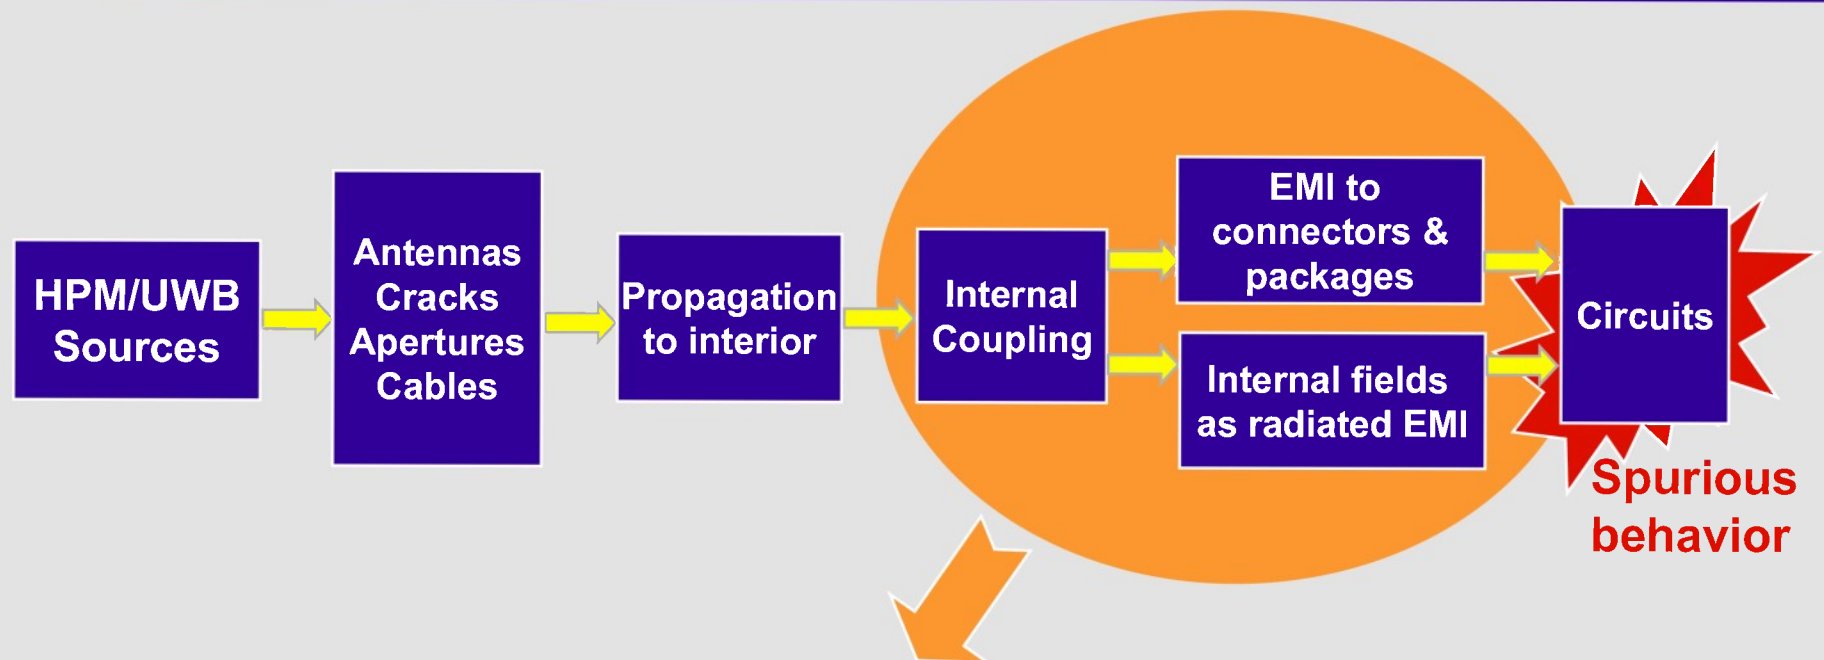 HPM/UWB
Sources
Antennas
Cracks
Apertures
Cables
Propagation
to interior
Internal
Coupling
EMI to
connectors &
packages
Internal fields
as radiated EMI
Circuits
Spurious
behavior